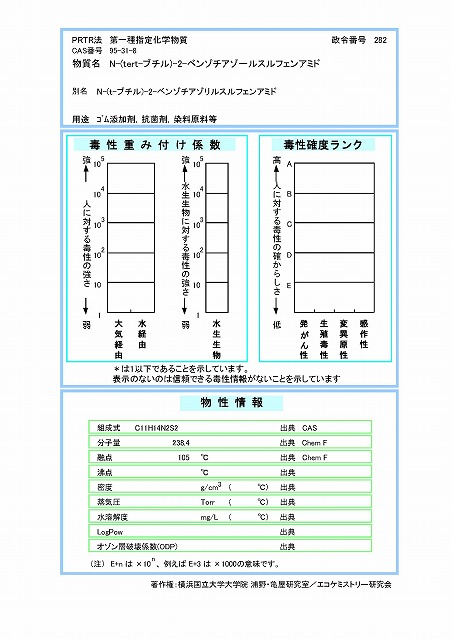 PRTR法 第一種指定化学物質 政令番号 282
CAS番号 95-31-8
物質名 N-(tert-ブチル)-2-ベンゾチアゾールスルフェンアミド
別名 N-(t-ブチル)-2-ベンゾチアゾリルスルフェンアミド
用途 ゴム添加剤，抗菌剤，染料原料等
毒性重み付け係数
強 10^5 10^4 10^3 10^2 10^1 1 弱
人に対する毒性の強さ
大気経由
水経由
強 10^5 10^4 10^3 10^2 10^1 1 弱
水生生物に対する毒性の強さ
水生生物
毒性確度ランク
高 A B C D E 低
人に対する毒性の確からしさ
発がん性
生殖毒性
変異原性
感作性
＊は1以下であることを示しています。
表示のないのは信頼できる毒性情報がないことを示しています
物性情報
組成式 C11H14N2S2 出典 CAS
分子量 238.4 出典 Chem F
融点 105 ℃ 出典 Chem F
沸点 ℃ 出典
密度 g/cm3 ( ℃) 出典
蒸気圧 Torr ( ℃) 出典
水溶解度 mg/L ( ℃) 出典
LogPow 出典
オゾン層破壊係数(ODP) 出典
（注） E+n は ×10^n、例えば E+3 は ×1000の意味です。
著作権:横浜国立大学大学院 浦野・亀屋研究室／エコケミストリー研究会